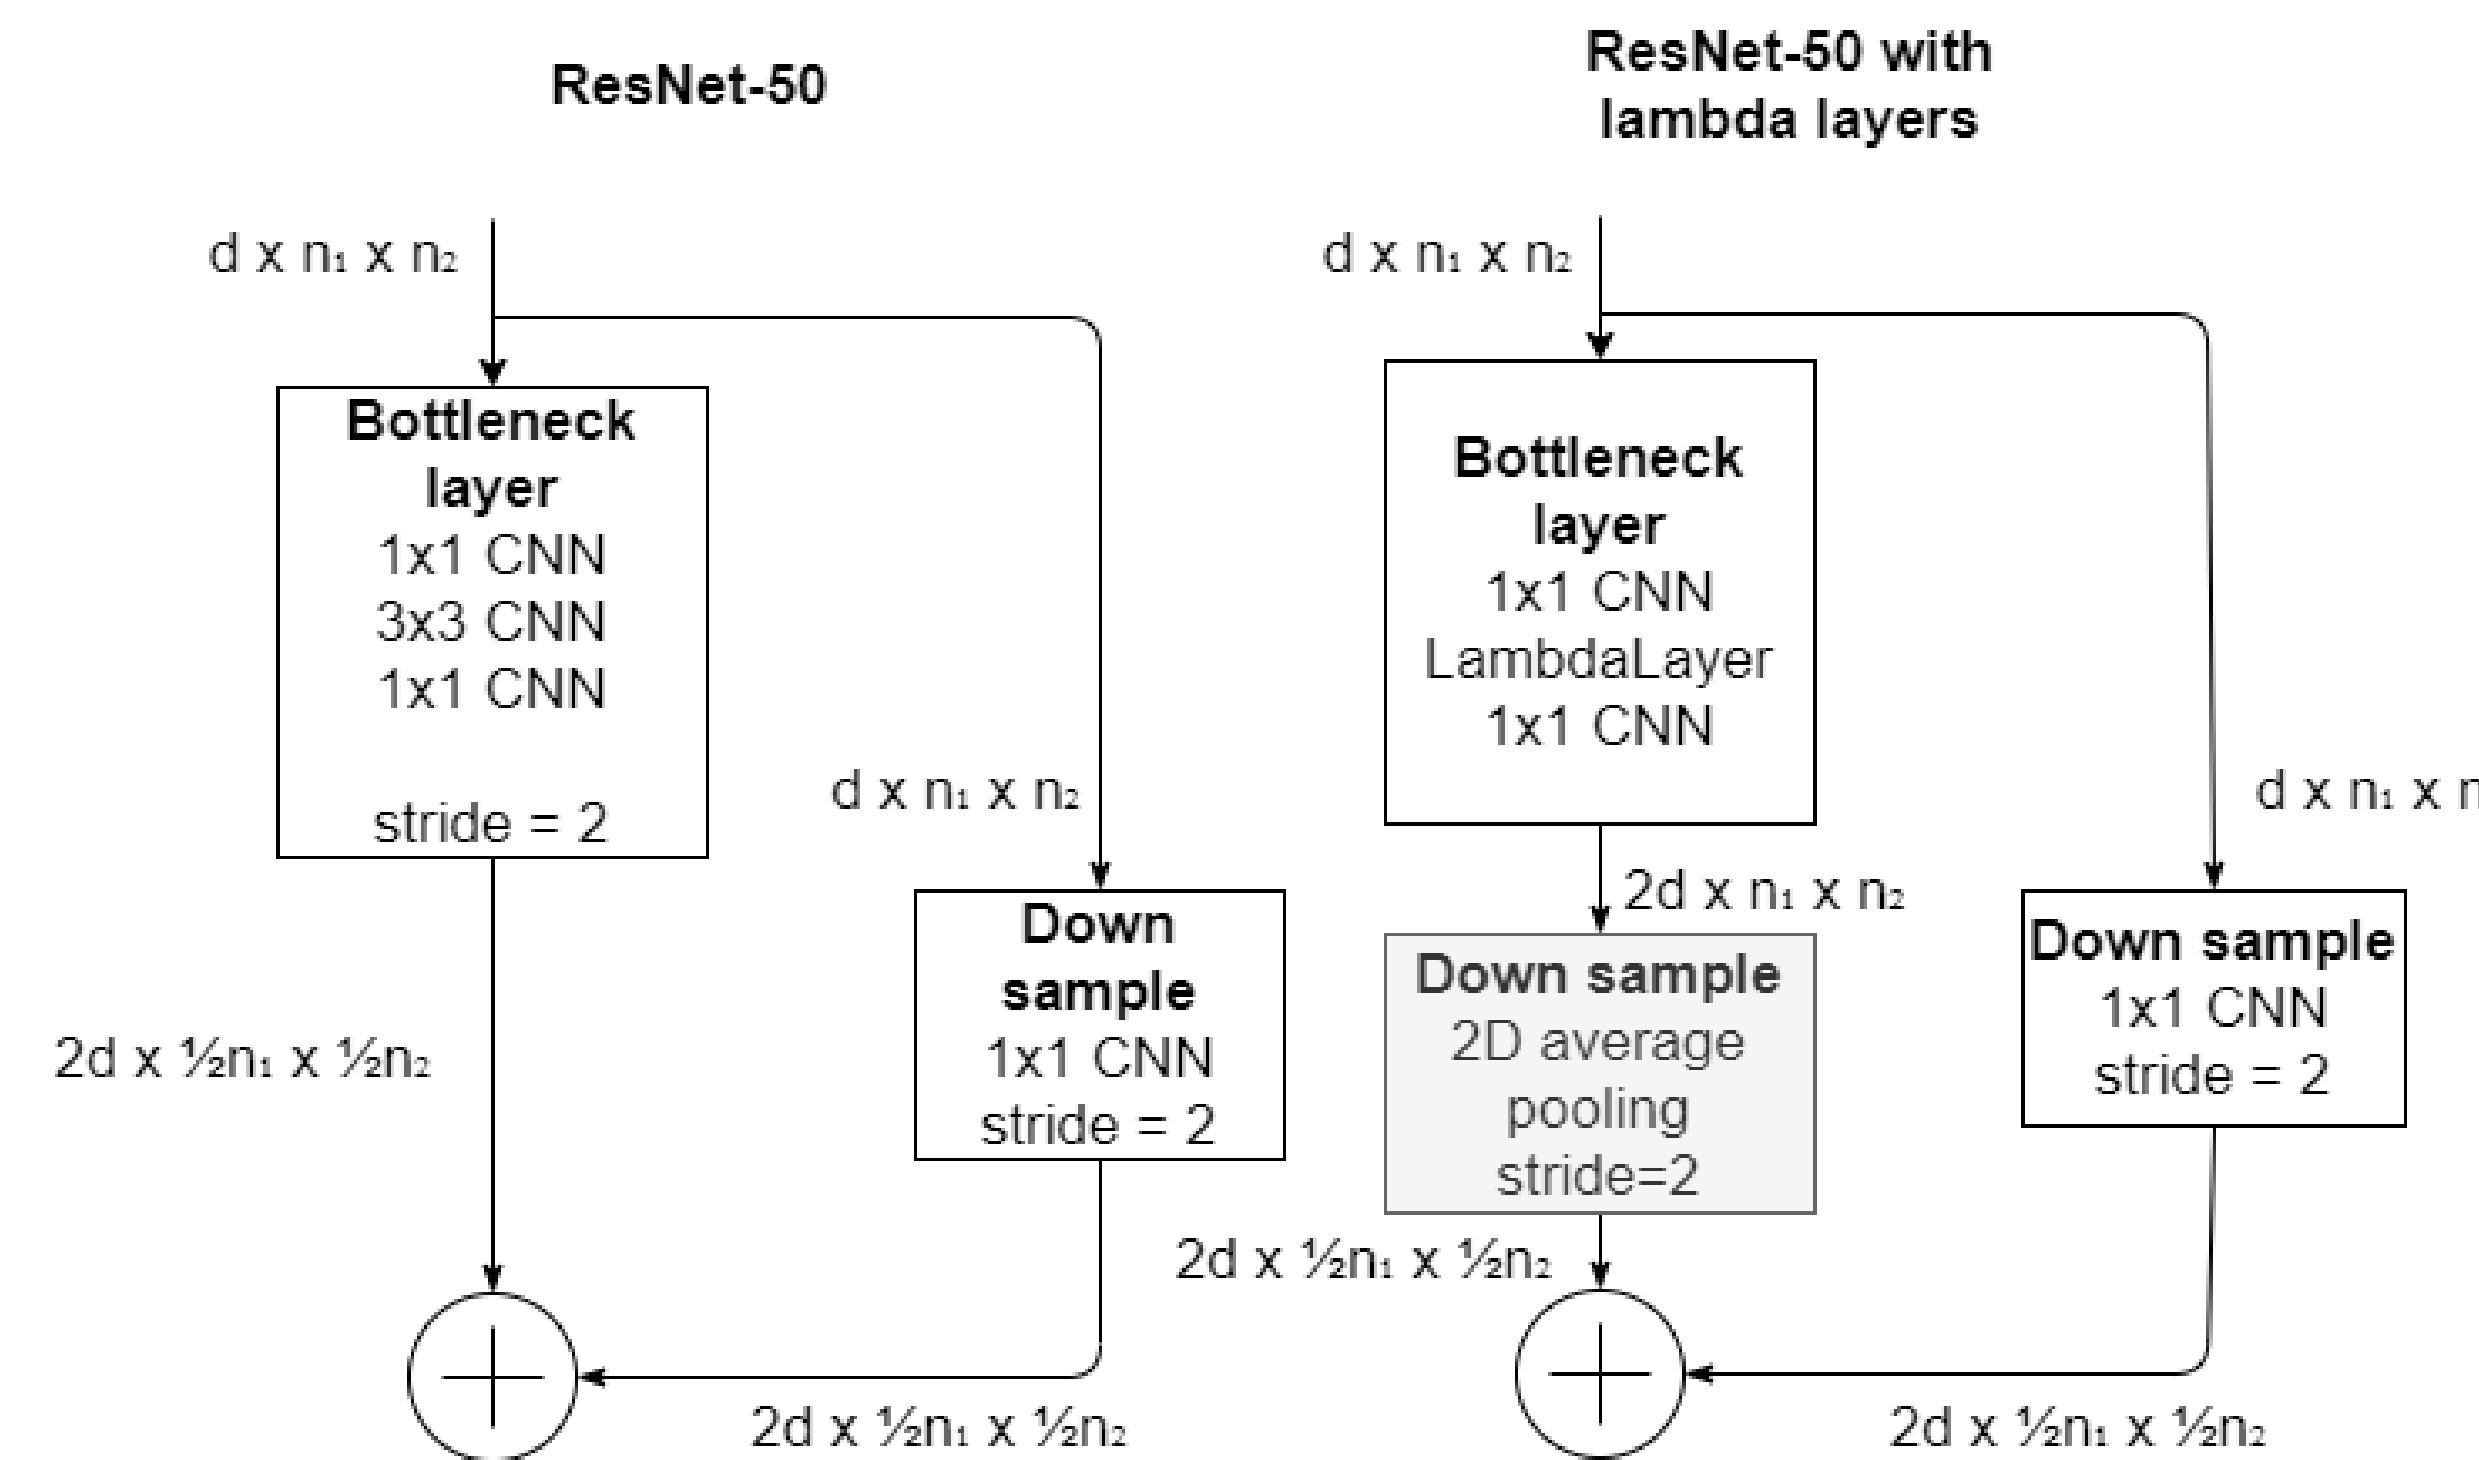 ResNet-50
d x n₁ x n₂
Bottleneck
layer
1x1 CNN
3x3 CNN
1x1 CNN
stride = 2
d x n₁ x n₂
Down
sample
1x1 CNN
stride = 2
2d x ½n₁ x ½n₂
2d x ½n₁ x ½n₂
ResNet-50 with
lambda layers
d x n₁ x n₂
Bottleneck
layer
1x1 CNN
LambdaLayer
1x1 CNN
d x n₁ x n
2d x n₁ x n₂
Down sample
2D average
pooling
stride=2
Down sample
1x1 CNN
stride = 2
2d x ½n₁ x ½n₂
2d x ½n₁ x ½n₂